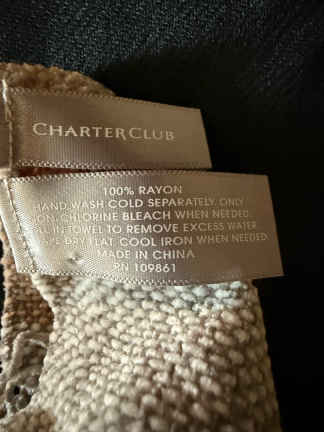 CHARTER CLUB
100% RAYON
HAND WASH COLD SEPARATELY. ONLY
NON-CHLORINE BLEACH WHEN NEEDED.
IN TOWEL TO REMOVE EXCESS WATER.
DRY FLAT. COOL IRON WHEN NEEDED.
MADE IN CHINA
RN 109861